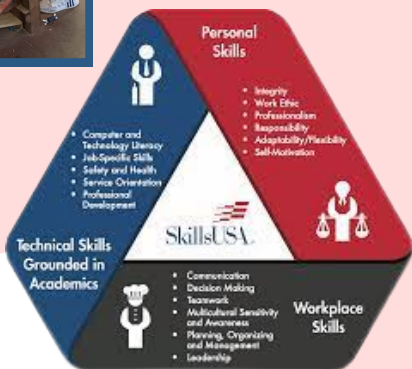 Personal
Skills
• Integrity
• Work Ethic
• Professionalism
• Responsibility
• Adaptability/Flexibility
• Self-Motivation
• Computer and
Technology Literacy
• Job-Specific Skills
• Safety and Health
• Service Orientation
• Professional
Development
SkillsUSA.
Technical Skills
Grounded in
Academics
• Communication
• Decision Making
• Teamwork
• Multicultural Sensitivity
and Awareness
• Planning, Organizing
and Management
• Leadership
Workplace
Skills